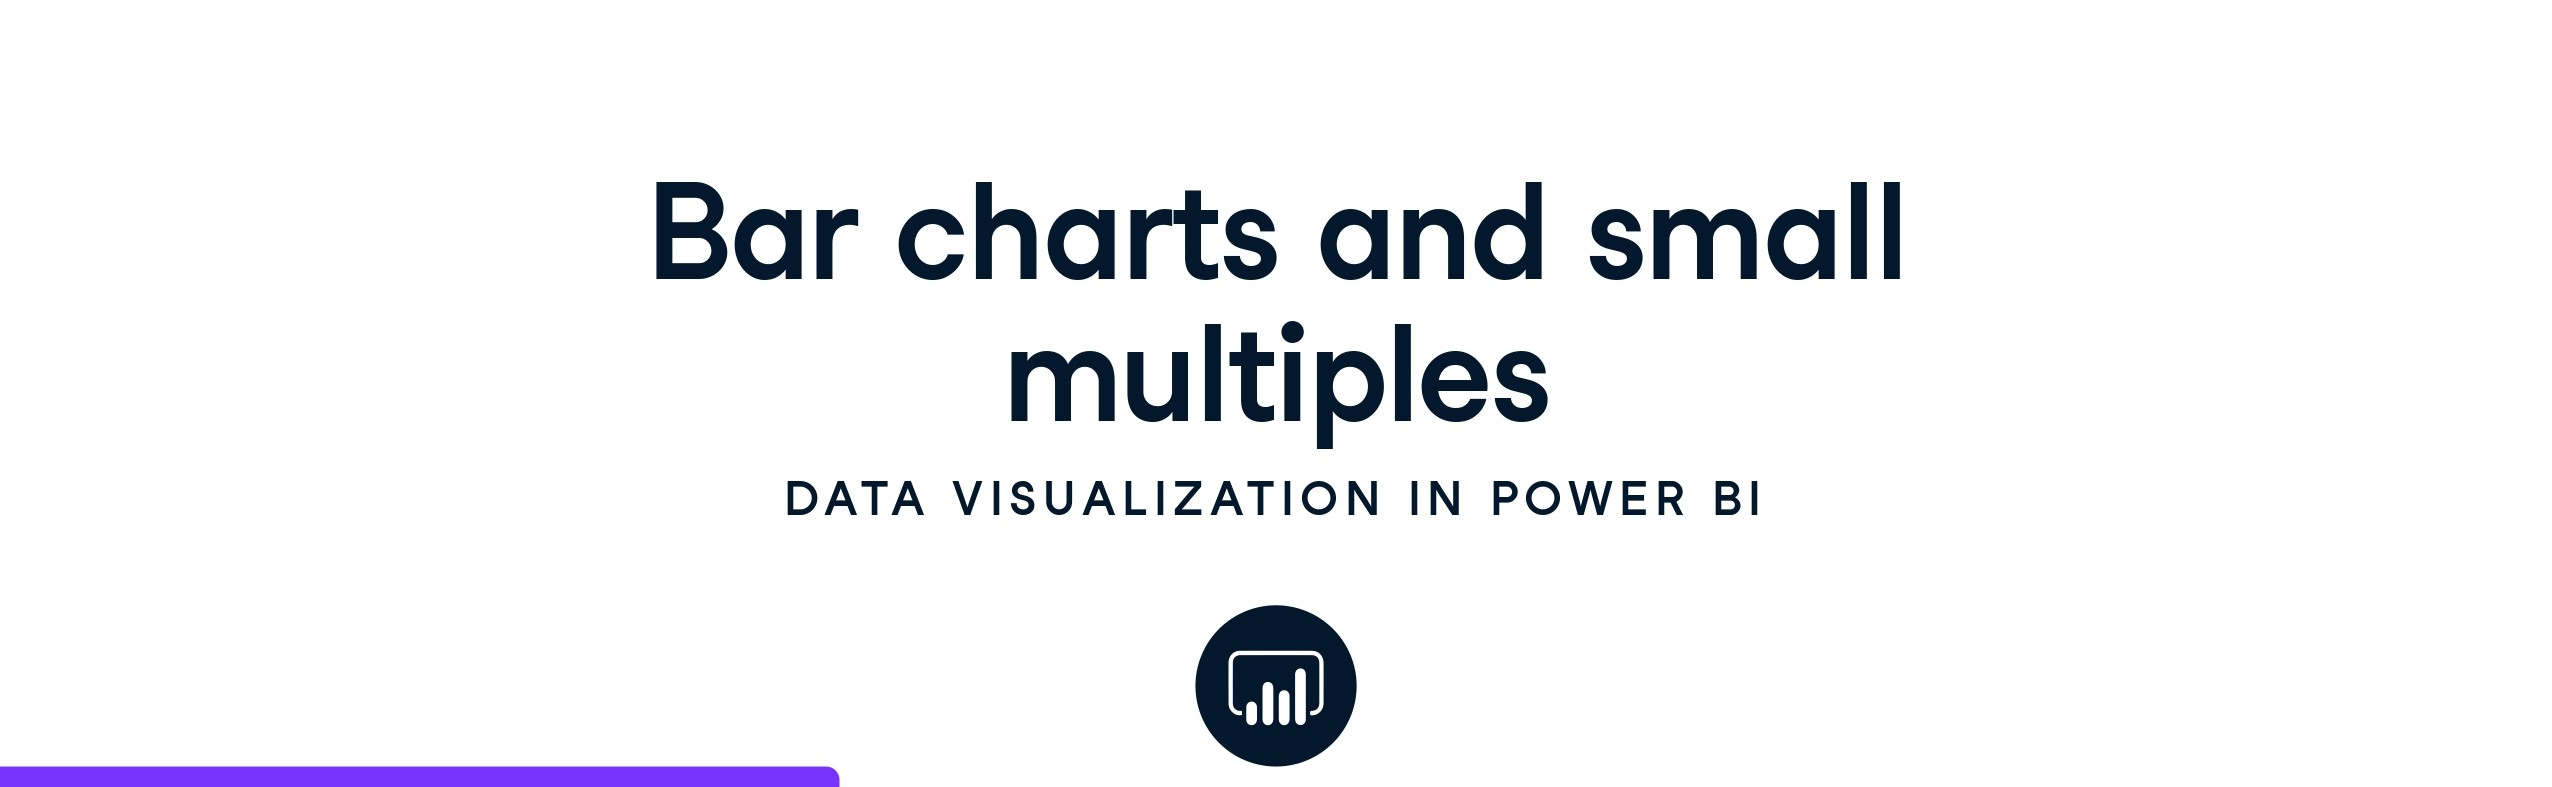 Bar charts and small
multiples
DATA VISUALIZATION IN POWER BI